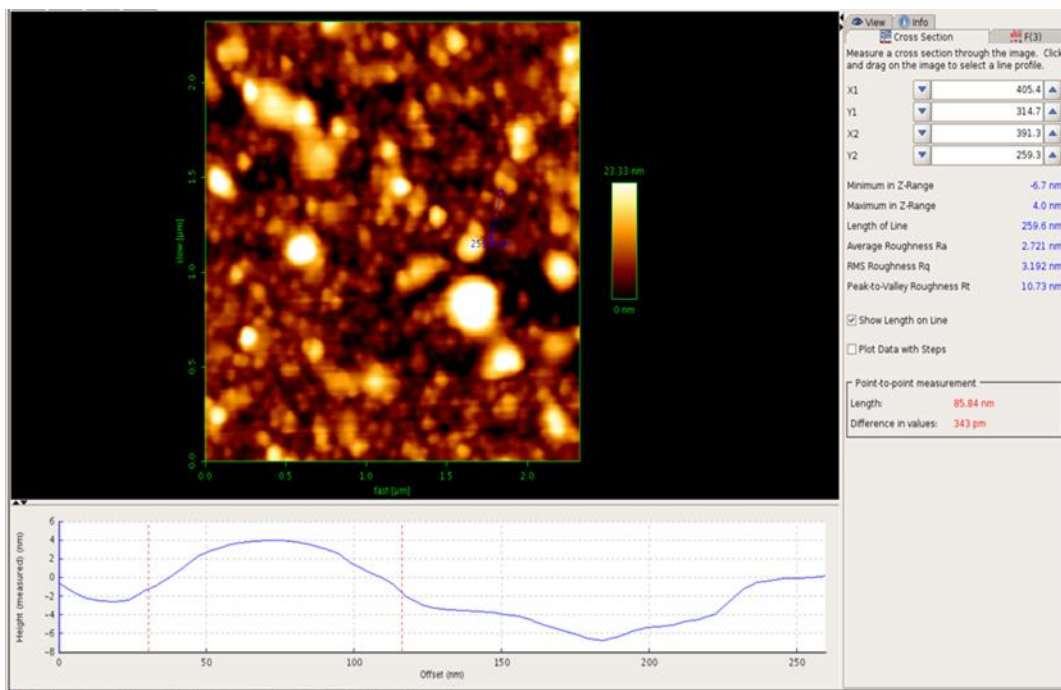 View
Info
Cross Section
F(3)
Measure a cross section through the image. Click
and drag on the image to select a line profile.
X1 405.4
Y1 314.7
X2 391.3
Y2 259.3
Minimum in Z-Range -6.7 nm
Maximum in Z-Range 4.0 nm
Length of Line 259.6 nm
Average Roughness Ra 2.721 nm
RMS Roughness Rq 3.192 nm
Peak-to-Valley Roughness Rt 10.73 nm
Show Length on Line
Plot Data with Steps
Point-to-point measurement
Length: 85.84 nm
Difference in values: 343 pm
23.33 nm
0 nm
slow [µm]
2.0
1.5
1.0
0.5
0.0
0.0 0.5 1.0 1.5 2.0
fast [µm]
Height (measured) (nm)
6
4
2
0
-2
-4
-6
-8
0 50 100 150 200 250
Offset (nm)